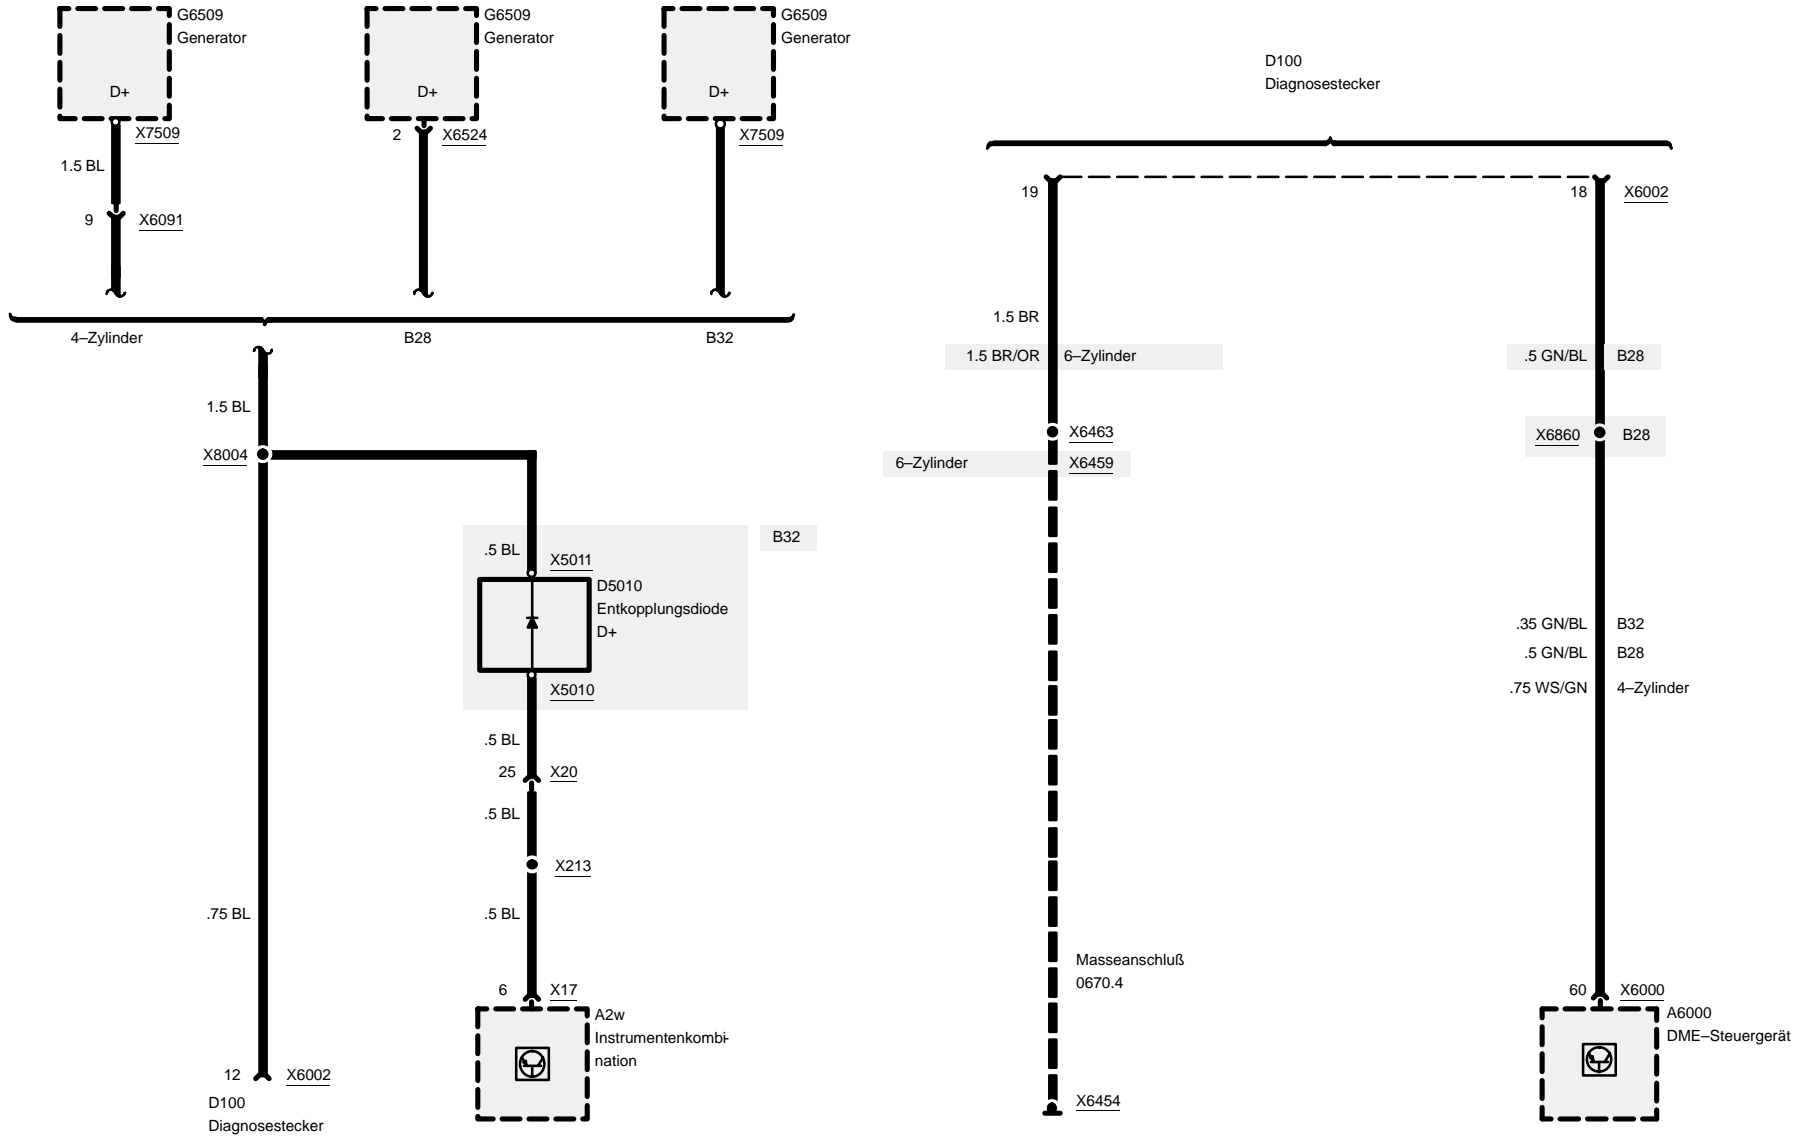 G6509
Generator
D+
X7509
1.5 BL
9 X6091
G6509
Generator
D+
2 X6524
G6509
Generator
D+
X7509
4–Zylinder B28 B32
1.5 BL
X8004
.5 BL
X5011
B32
D5010
Entkopplungsdiode
D+
X5010
.5 BL
25 X20
.5 BL
X213
.75 BL
.5 BL
6 X17
A2w
Instrumentenkombi-
nation
12 X6002
D100
Diagnosestecker
D100
Diagnosestecker
19
18 X6002
1.5 BR
1.5 BR/OR 6–Zylinder
X6463
6–Zylinder X6459
Masseanschluß
0670.4
X6454
.5 GN/BL B28
X6860 B28
.35 GN/BL B32
.5 GN/BL B28
.75 WS/GN 4–Zylinder
60 X6000
A6000
DME–Steuergerät